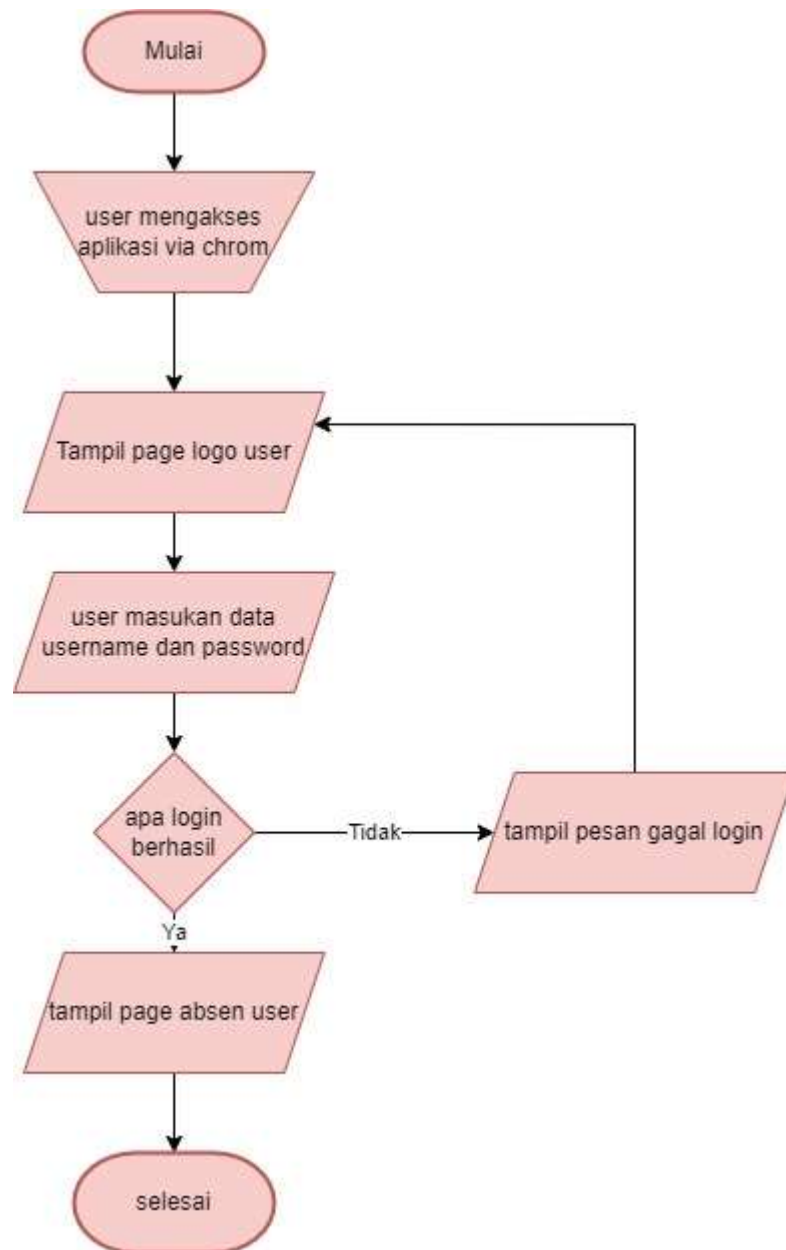 Mulai
user mengakses
aplikasi via chrom
Tampil page logo user
user masukan data
username dan password
apa login
berhasil
Tidak
tampil pesan gagal login
Ya
tampil page absen user
selesai